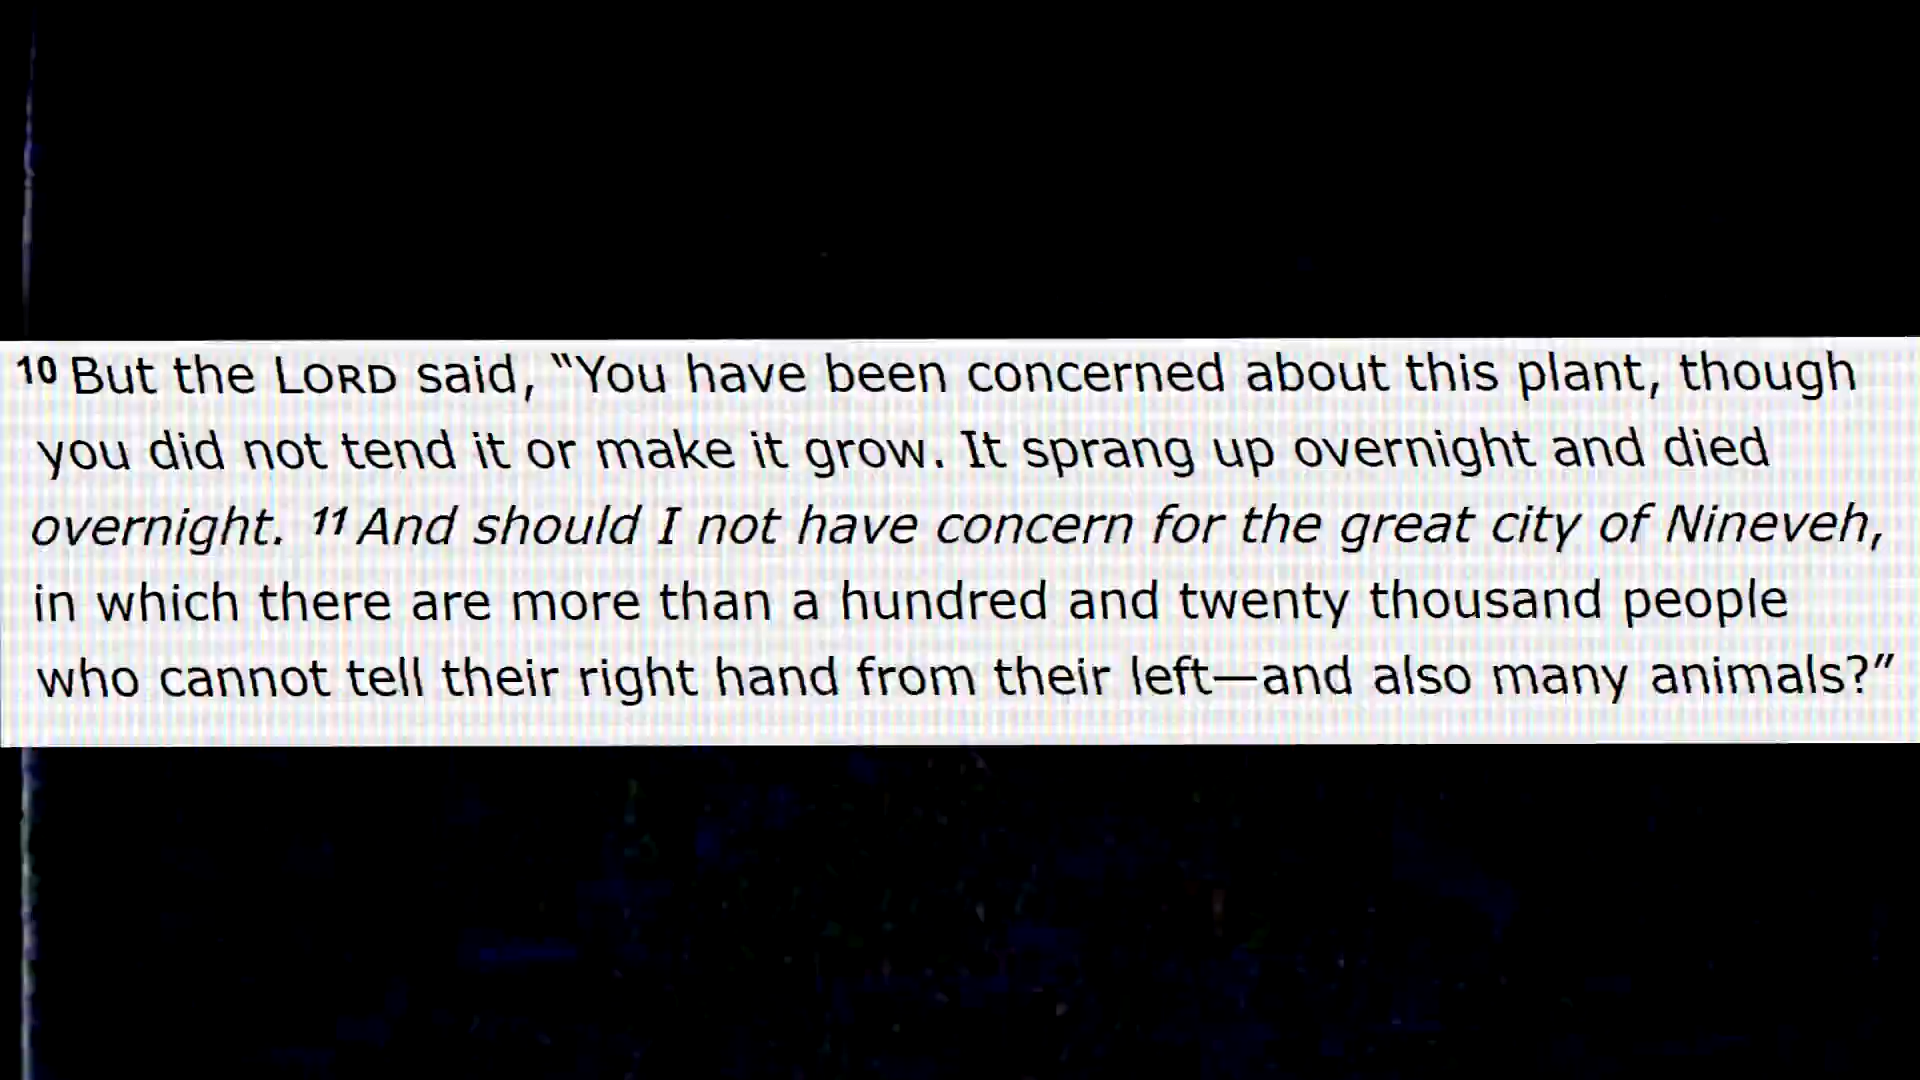 10 But the LORD said, “You have been concerned about this plant, though
you did not tend it or make it grow. It sprang up overnight and died
overnight. 11 And should I not have concern for the great city of Nineveh,
in which there are more than a hundred and twenty thousand people
who cannot tell their right hand from their left—and also many animals?”